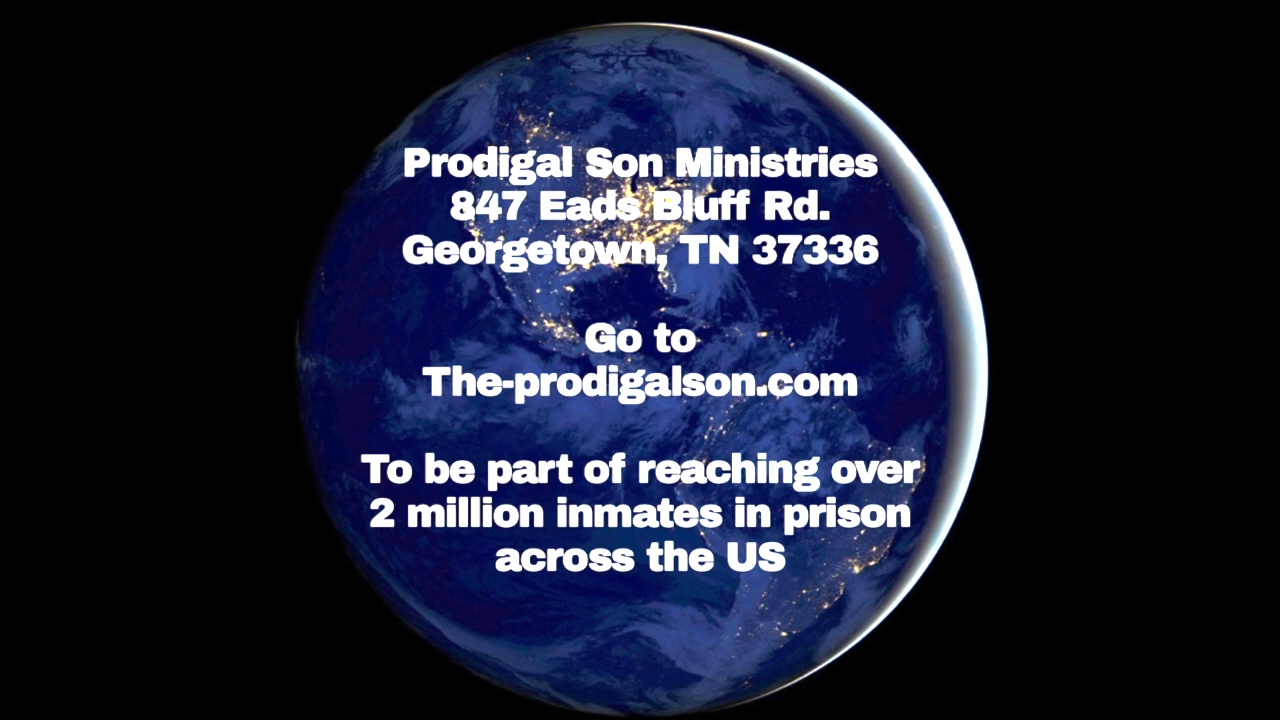 Prodigal Son Ministries
847 Eads Bluff Rd.
Georgetown, TN 37336
Go to
The-prodigalson.com
To be part of reaching over
2 million inmates in prison
across the US